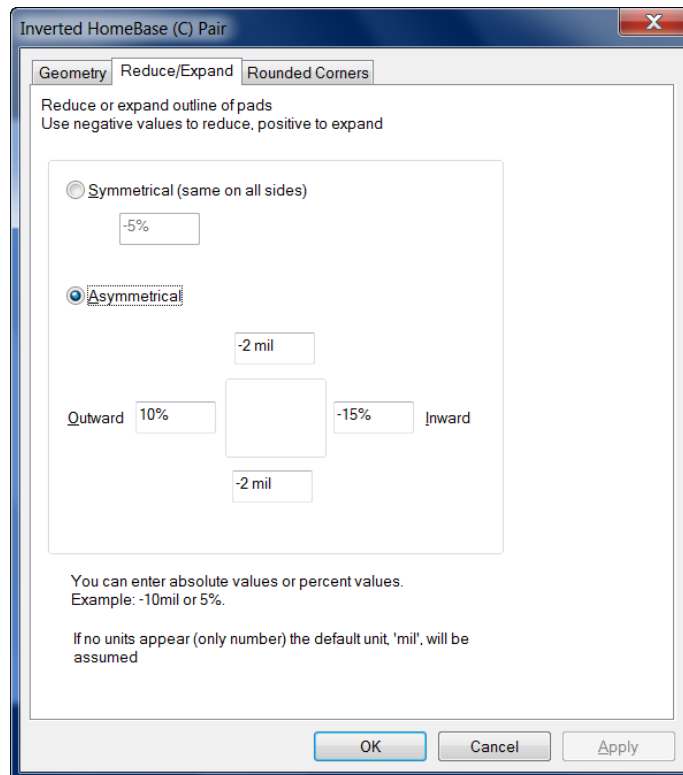 Inverted HomeBase (C) Pair
Geometry Reduce/Expand Rounded Corners
Reduce or expand outline of pads
Use negative values to reduce, positive to expand
Symmetrical (same on all sides)
-5%
Asymmetrical
-2 mil
Outward 10% -15% Inward
-2 mil
You can enter absolute values or percent values.
Example: -10mil or 5%.
If no units appear (only number) the default unit, 'mil', will be
assumed
OK Cancel Apply